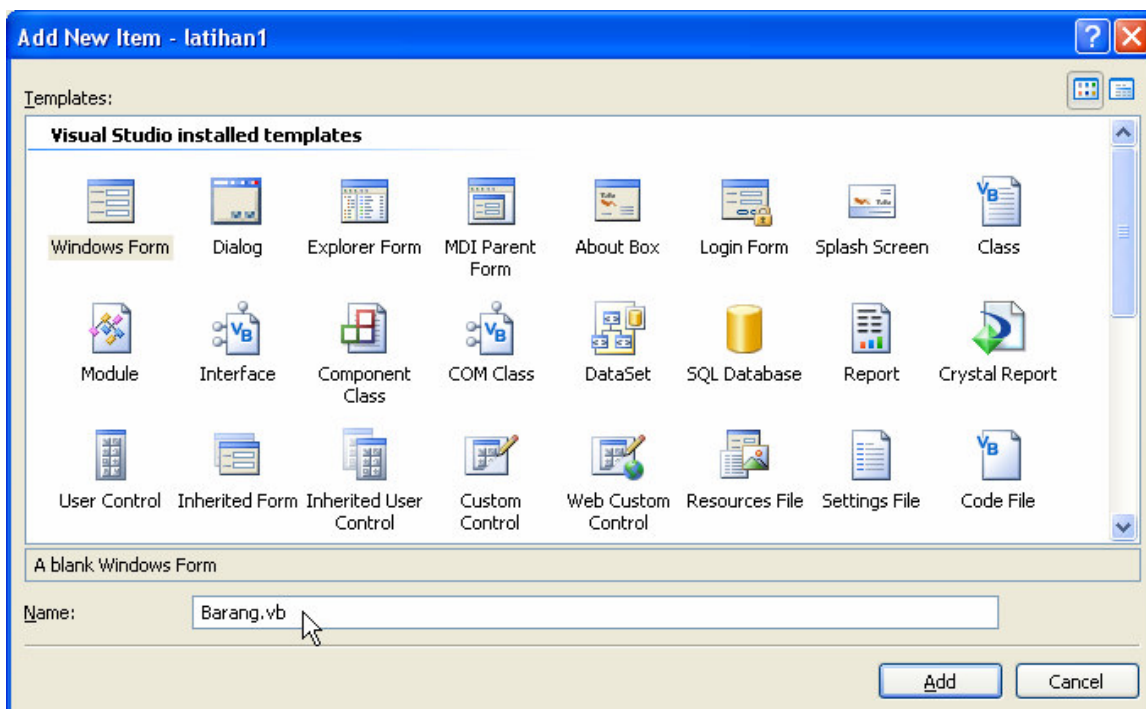 Add New Item - latihan1
Templates:
Visual Studio installed templates
Windows Form
Dialog
Explorer Form
MDI Parent
Form
About Box
Login Form
Splash Screen
Class
Module
Interface
Component
Class
COM Class
DataSet
SQL Database
Report
Crystal Report
User Control
Inherited Form
Inherited User
Control
Custom
Control
Web Custom
Control
Resources File
Settings File
Code File
A blank Windows Form
Name: Barang.vb
Add Cancel